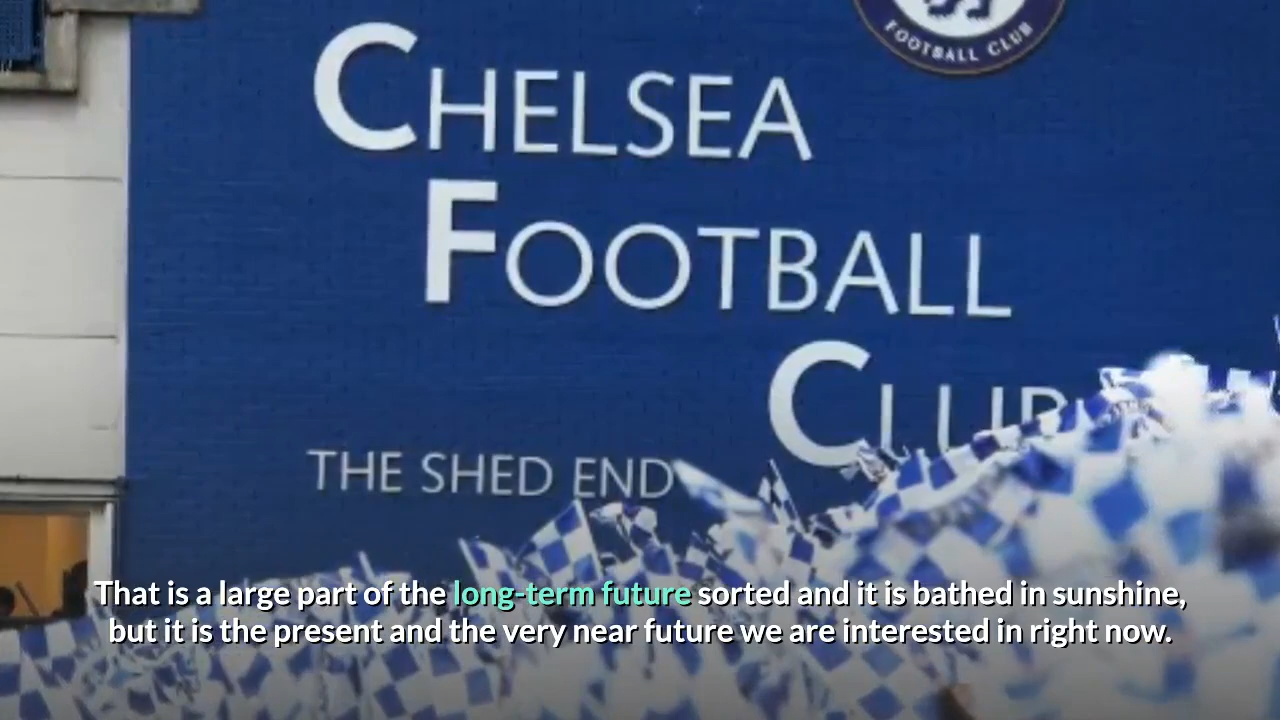 FOOTBALL CLUB
CHELSEA
FOOTBALL
CLUB
THE SHED END
That is a large part of the long-term future sorted and it is bathed in sunshine,
but it is the present and the very near future we are interested in right now.